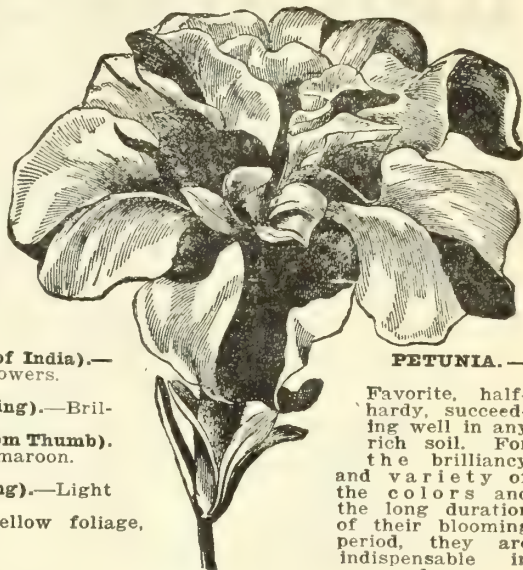 of India).—
owers.
ing).—Bril-
om Thumb).
maroon.
ng).—Light
ellow foliage,
PETUNIA.—
Favorite, half-
hardy, succeed-
ing well in any
rich soil. For
the brilliancy
and variety of
the colors and
the long duration
of their blooming
period, they are
indispensable in